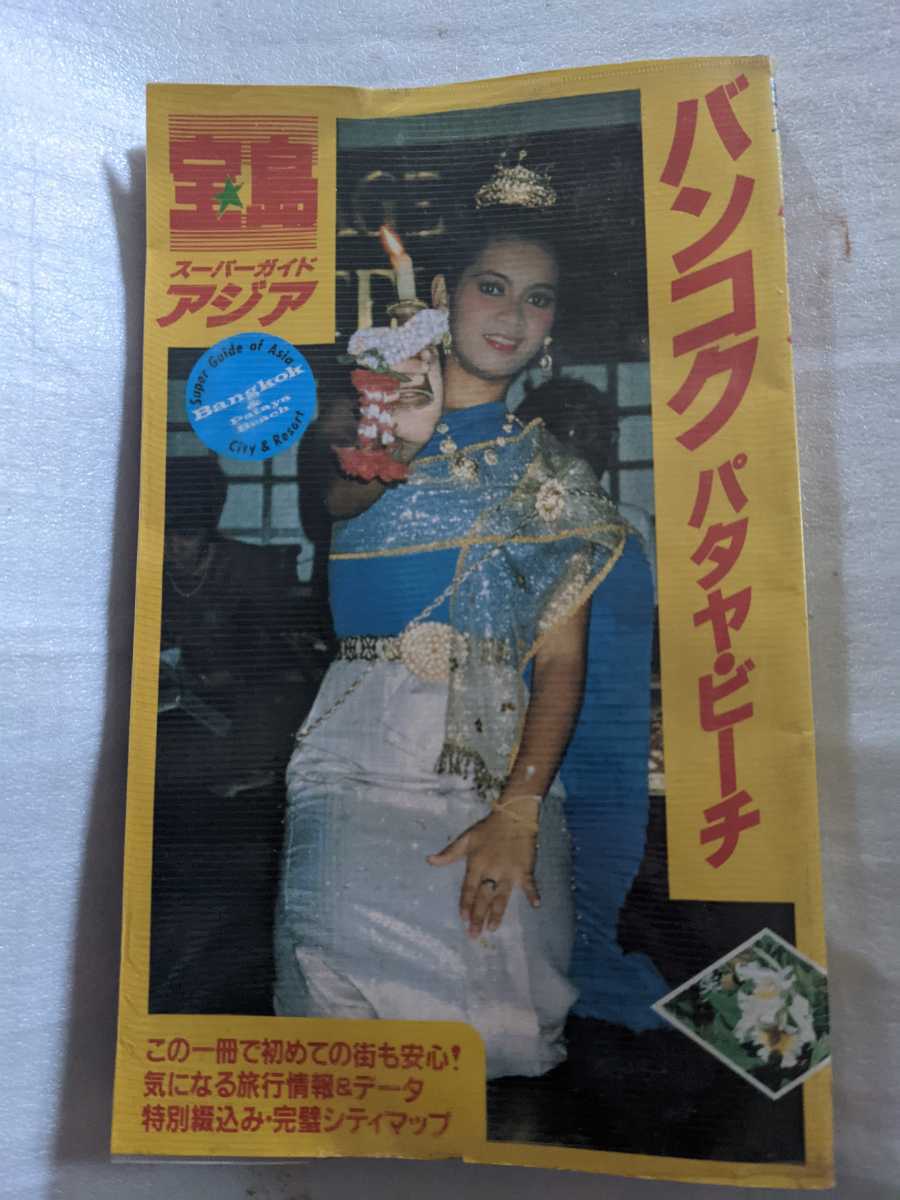 宝島
スーパーガイド
アジア
Super Guide of Asia
Bangkok
&
Pataya
Beach
City & Resort
バンコク
パタヤ・ビーチ
この一冊で初めての街も安心!
気になる旅行情報&データ
特別綴込み・完璧シティマップ